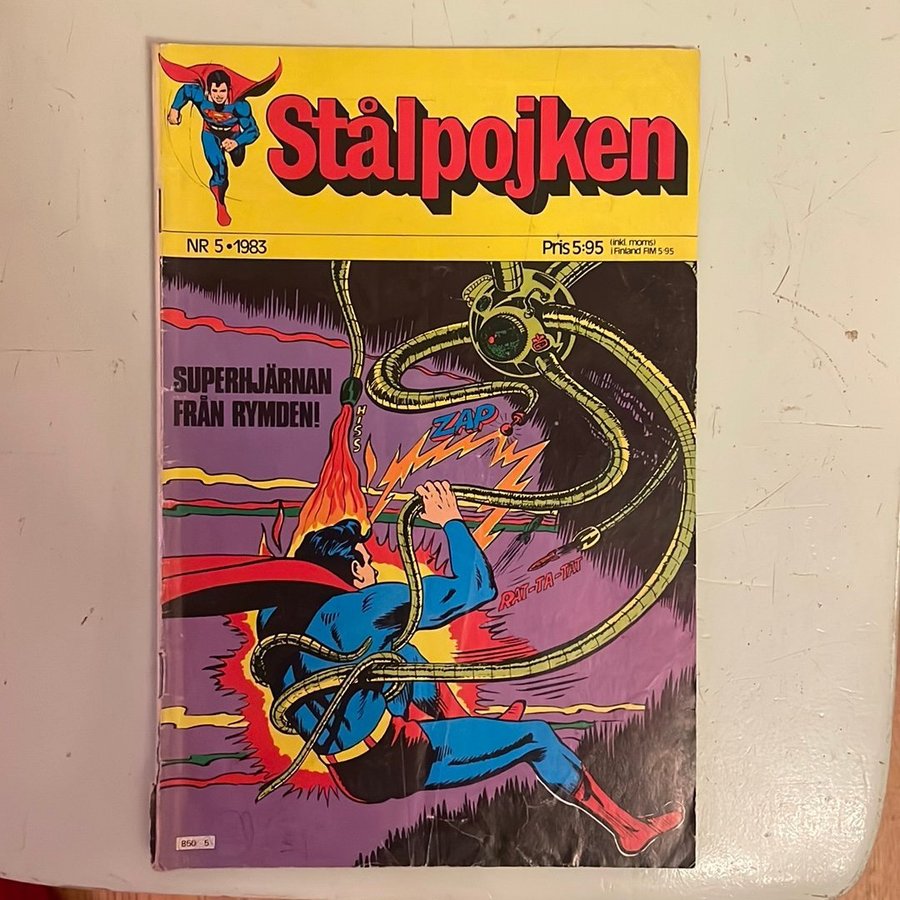 Stålpojken
NR 5 • 1983
Pris 5:95 (inkl. moms)
i Finland FIM 5·95
SUPERHJÄRNAN
FRÅN RYMDEN!
HISS
ZAP
RAT-TA-TAT
B50 5